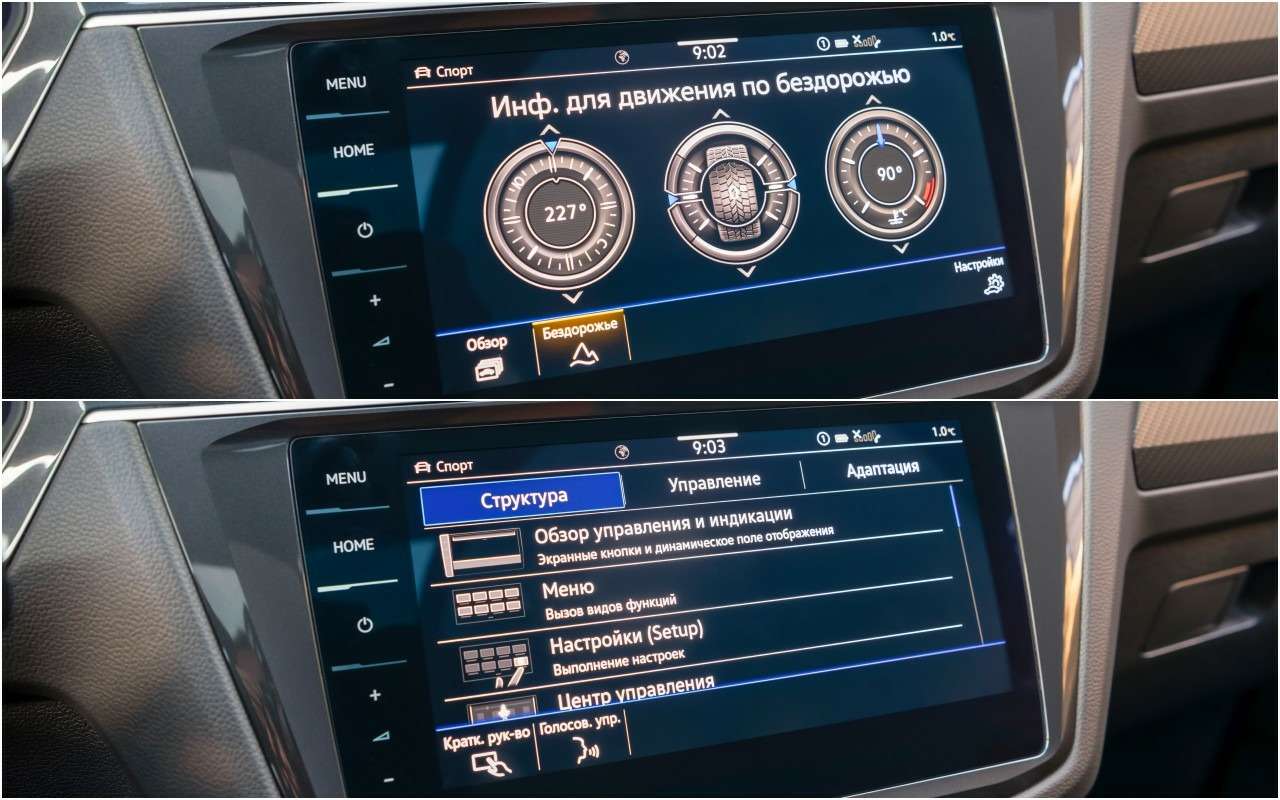 MENU
HOME
Спорт
9:02
1
1.0°C
Инф. для движения по бездорожью
227°
90°
Настройки
Обзор
Бездорожье
MENU
HOME
Спорт
9:03
1
1.0°C
Структура
Управление
Адаптация
Обзор управления и индикации
Экранные кнопки и динамическое поле отображения
Меню
Вызов видов функций
Настройки (Setup)
Выполнение настроек
Центр управления
Кратк. рук-во
Голосов. упр.